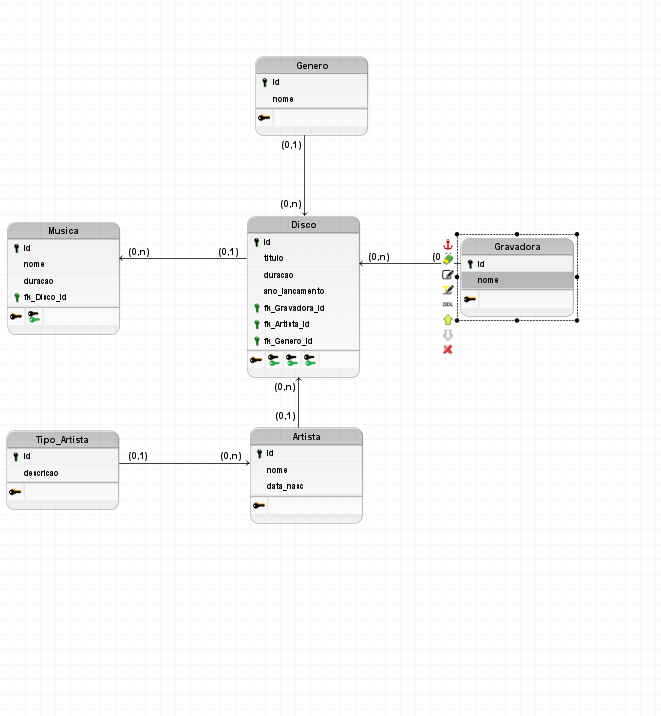 Genero
id
nome
(0,1)
(0,n)
Disco
id
titulo
duracao
ano_lancamento
fk_Gravadora_id
fk_Artista_id
fk_Genero_id
Musica
id
nome
duracao
fk_Disco_id
(0,n)
(0,1)
(0,n)
(0
Gravadora
id
nome
DDL
(0,n)
(0,1)
Tipo_Artista
id
descricao
(0,1)
(0,n)
Artista
id
nome
data_nasc